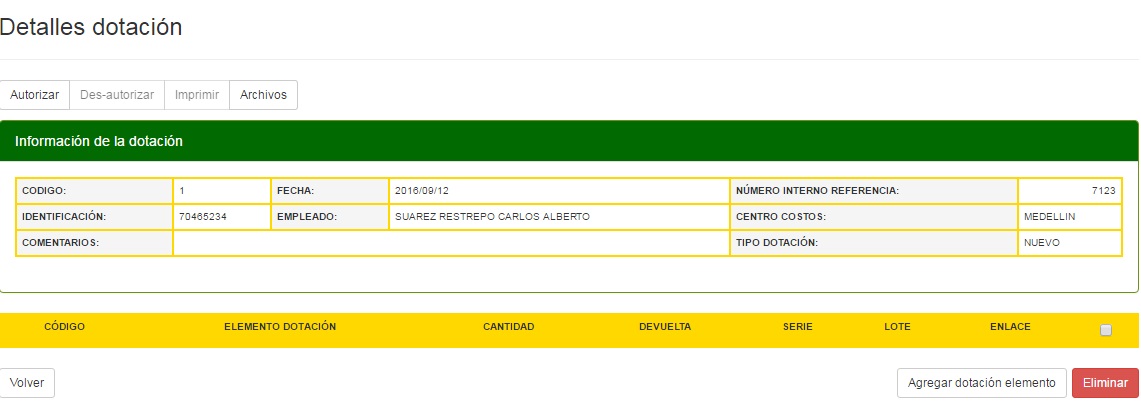 Detalles dotación
Autorizar Des-autorizar Imprimir Archivos
Información de la dotación
CODIGO: 1 FECHA: 2016/09/12 NÚMERO INTERNO REFERENCIA: 7123
IDENTIFICACIÓN: 70465234 EMPLEADO: SUAREZ RESTREPO CARLOS ALBERTO CENTRO COSTOS: MEDELLIN
COMENTARIOS: TIPO DOTACIÓN: NUEVO
CÓDIGO ELEMENTO DOTACIÓN CANTIDAD DEVUELTA SERIE LOTE ENLACE
Volver Agregar dotación elemento Eliminar